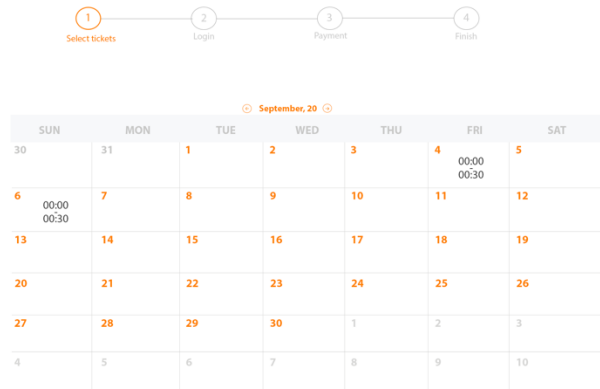 1 2 3 4
Select tickets Login Payment Finish
September, 20
SUN MON TUE WED THU FRI SAT
30 31 1 2 3 4 5
00:00
-
00:30
6 7 8 9 10 11 12
00:00
-
00:30
13 14 15 16 17 18 19
20 21 22 23 24 25 26
27 28 29 30 1 2 3
4 5 6 7 8 9 10